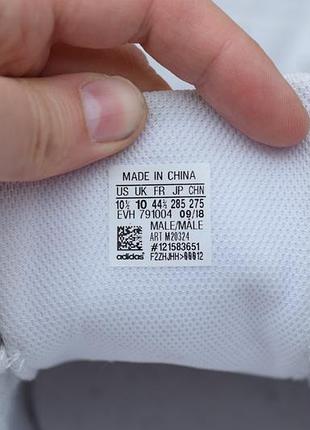 MADE IN CHINA
US UK FR JP CHN
10½ 10 44⅔ 285 275
EVH 791004 09/18
MALE/MALE
ART M20324
#121583651
adidas F2ZHJHH>00012